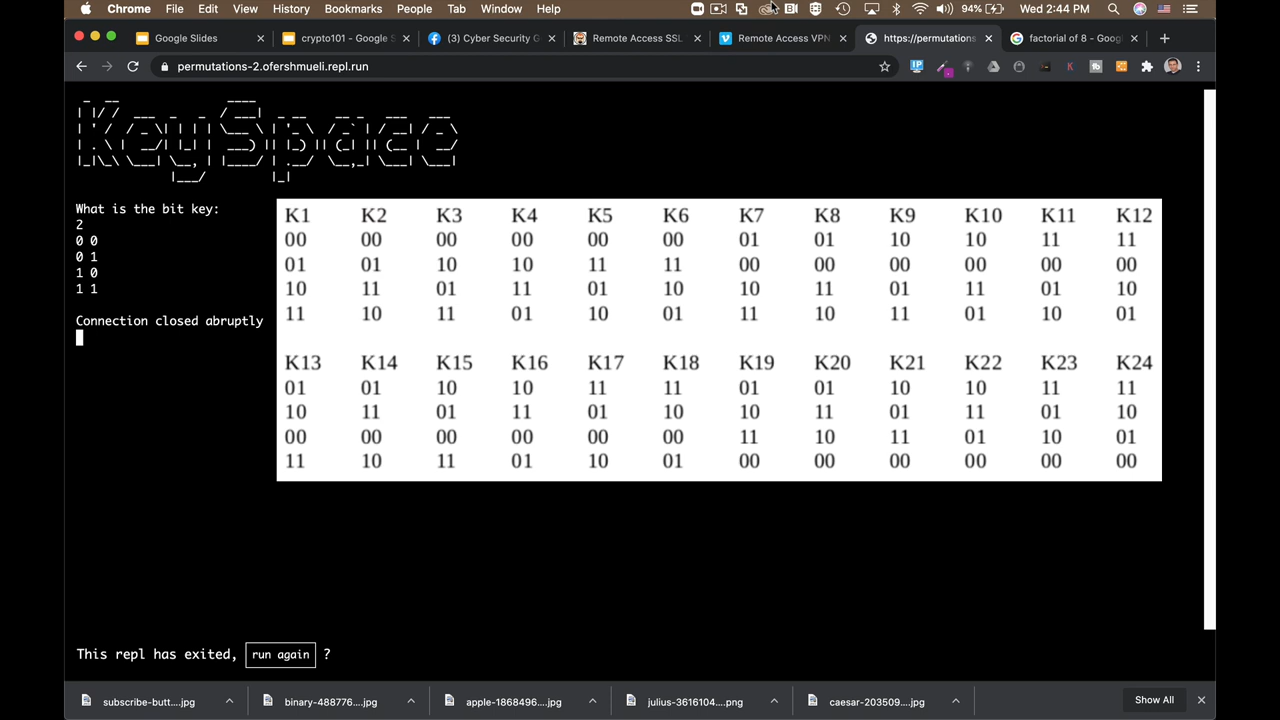 Chrome File Edit View History Bookmarks People Tab Window Help 94% Wed 2:44 PM
Google Slides crypto101 - Google S (3) Cyber Security G Remote Access SSL Remote Access VPN https://permutations factorial of 8 - Goog
permutations-2.ofershmueli.repl.run
KeySpace
What is the bit key:
2
0 0
0 1
1 0
1 1
Connection closed abruptly
K1 K2 K3 K4 K5 K6 K7 K8 K9 K10 K11 K12
00 00 00 00 00 00 01 01 10 10 11 11
01 01 10 10 11 11 00 00 00 00 00 00
10 11 01 11 01 10 10 11 01 11 01 10
11 10 11 01 10 01 11 10 11 01 10 01
K13 K14 K15 K16 K17 K18 K19 K20 K21 K22 K23 K24
01 01 10 10 11 11 01 01 10 10 11 11
10 11 01 11 01 10 10 11 01 11 01 10
00 00 00 00 00 00 11 10 11 01 10 01
11 10 11 01 10 01 00 00 00 00 00 00
This repl has exited, run again ?
subscribe-butt....jpg binary-488776....jpg apple-1868496....jpg julius-3616104....png caesar-203509....jpg Show All